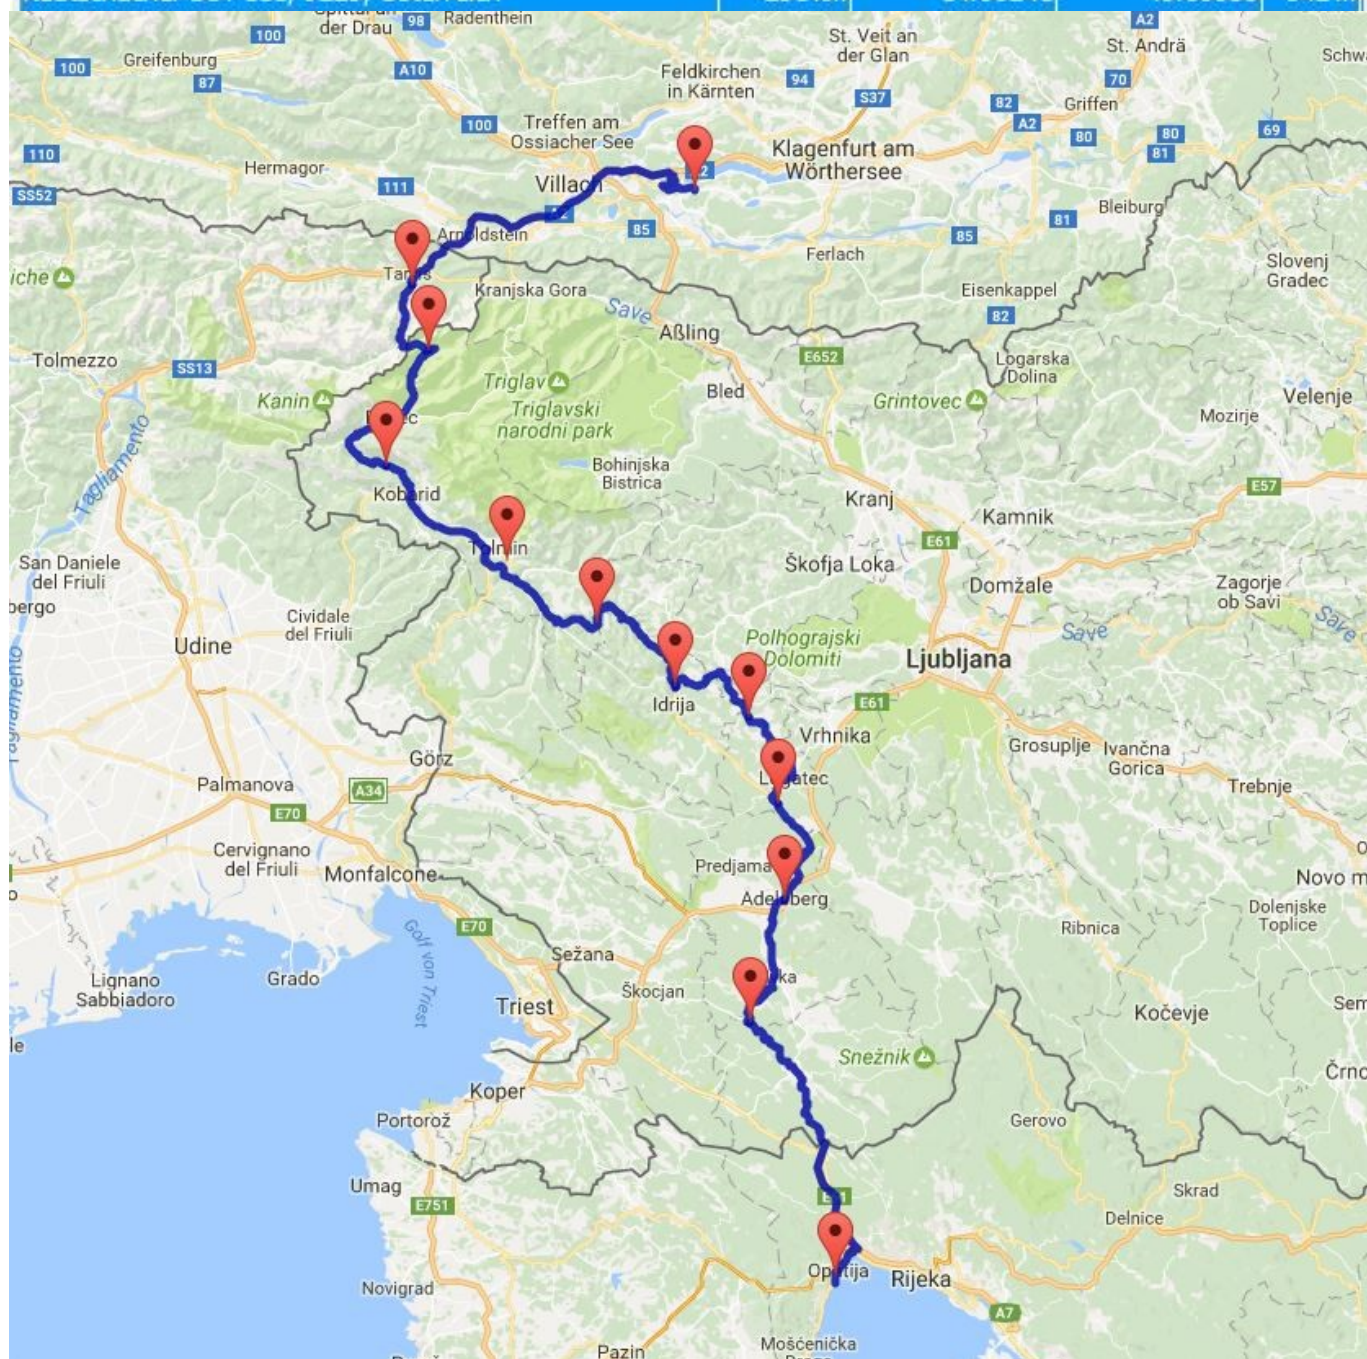 Radenthein
98
der Drau
St. Veit an
der Glan
A2
St. Andrä
100
Greifenburg
100
87
A10
Feldkirchen
in Kärnten
94
S37
70
Griffen
82
A2
80
80
81
69
100
Treffen am
Ossiacher See
Klagenfurt am
Wörthersee
110
SS52
Hermagor
111
Villach
A2
85
Arnoldstein
Bleiburg
81
85
Ferlach
Slovenj
Gradec
Kranjska Gora
Save
Eisenkappel
82
Aßling
Tolmezzo
SS13
E652
Logarska
Dolina
Triglav
Triglavski
narodni park
Kanin
Bled
Grintovec
Velenje
Mozirje
Tagliamento
Bohinjska
Bistrica
Kobarid
Kranj
E57
Kamnik
E61
Tolmin
San Daniele
del Friuli
Škofja Loka
Domžale
Zagorje
ob Savi
Cividale
del Friuli
Udine
Save
Save
Polhograjski
Dolomiti
Ljubljana
Idrija
E61
Vrhnika
Grosuplje
Ivančna
Gorica
Görz
Palmanova
A34
E70
Trebnje
Cervignano
del Friuli
Monfalcone
Predjama
Novo m
Dolenjske
Toplice
E70
Golf von Triest
Ribnica
Sežana
Lignano
Sabbiadoro
Grado
Škocjan
Triest
Kočevje
Snežnik
Koper
Portorož
Gerovo
Umag
E751
E61
Skrad
Delnice
Opatija
Rijeka
Novigrad
A7
Mošćenička
Pazin